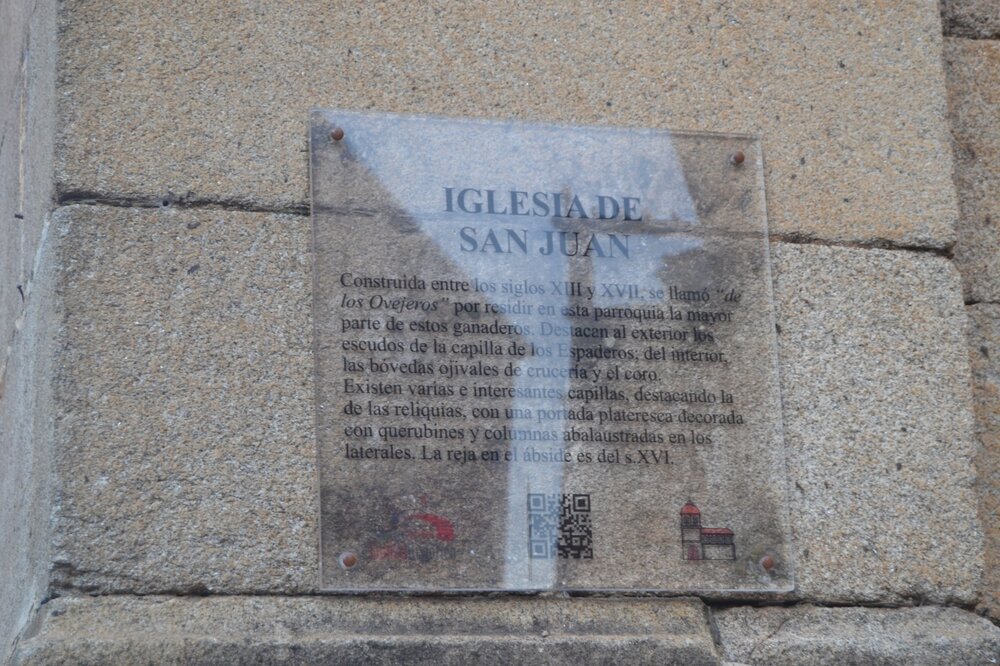 IGLESIA DE
SAN JUAN
Construida entre los siglos XIII y XVII, se llamó "de
los Ovejeros" por residir en esta parroquia la mayor
parte de estos ganaderos. Destacan al exterior los
escudos de la capilla de los Espaderos; del interior,
las bóvedas ojivales de crucería y el coro.
Existen varias e interesantes capillas, destacando la
de las reliquias, con una portada plateresca decorada
con querubines y columnas abalaustradas en los
laterales. La reja en el ábside es del s.XVI.